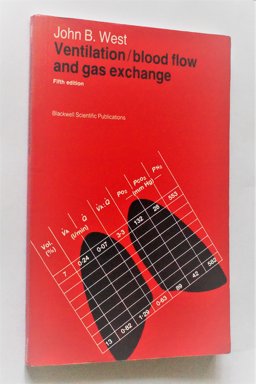 John B. West
Ventilation/blood flow
and gas exchange
Fifth edition
Blackwell Scientific Publications
Vol. V̇A Q̇ V̇A/Q̇ PO₂ PCO₂ PN₂
(%) (l/min) (mm Hg)
7 0·24 0·07 3·3 132 28 553
13 0·82 1·29 0·63 89 42 582